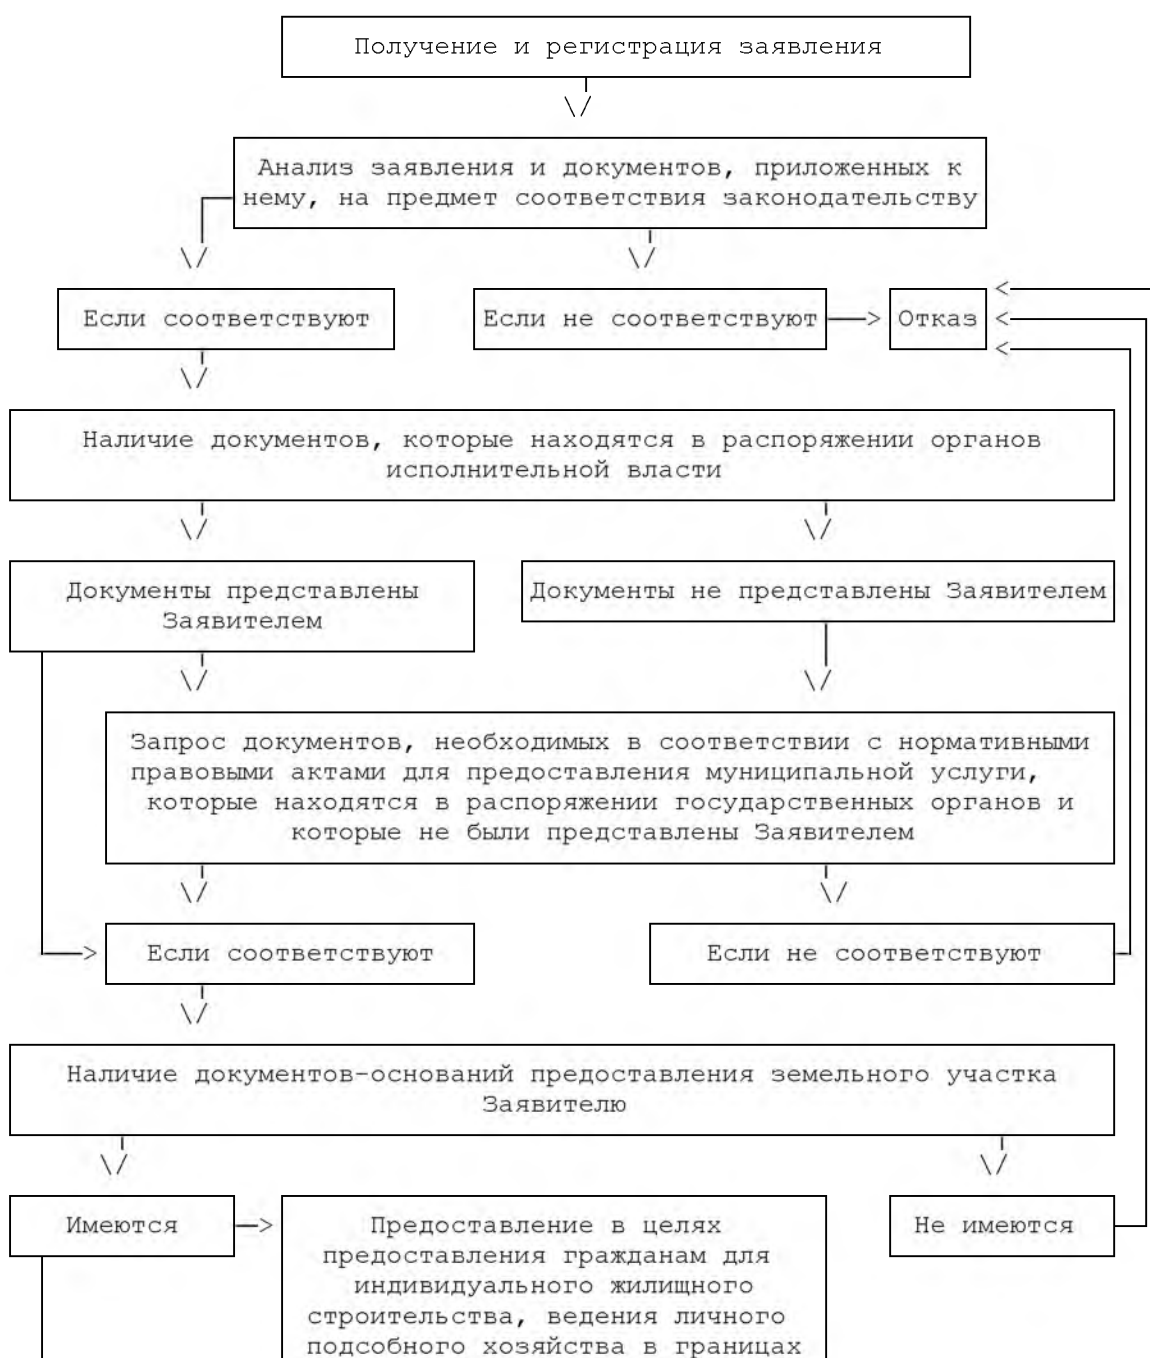 Получение и регистрация заявления
Анализ заявления и документов, приложенных к
нему, на предмет соответствия законодательству
Если соответствуют
Если не соответствуют
Отказ
Наличие документов, которые находятся в распоряжении органов
исполнительной власти
Документы представлены
Заявителем
Документы не представлены Заявителем
Запрос документов, необходимых в соответствии с нормативными
правовыми актами для предоставления муниципальной услуги,
которые находятся в распоряжении государственных органов и
которые не были представлены Заявителем
Если соответствуют
Если не соответствуют
Наличие документов-оснований предоставления земельного участка
Заявителю
Имеются
Предоставление в целях
предоставления гражданам для
индивидуального жилищного
строительства, ведения личного
подсобного хозяйства в границах
Не имеются